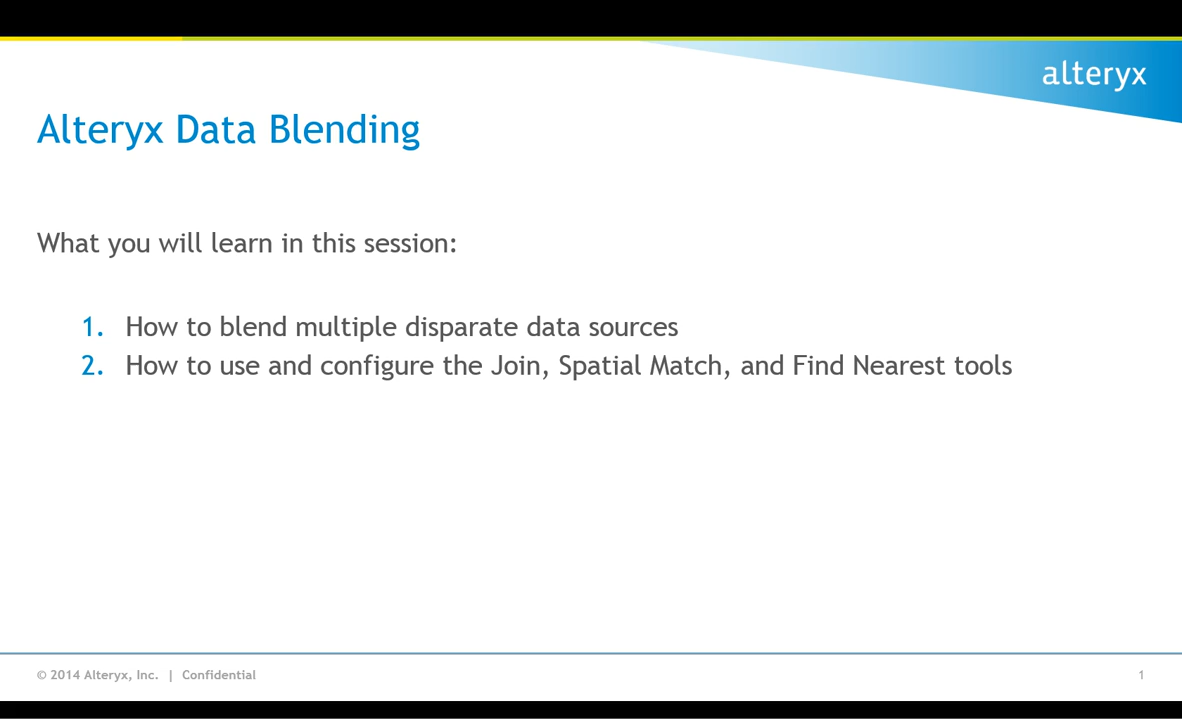 alteryx
Alteryx Data Blending
What you will learn in this session:
1. How to blend multiple disparate data sources
2. How to use and configure the Join, Spatial Match, and Find Nearest tools
© 2014 Alteryx, Inc. | Confidential
1